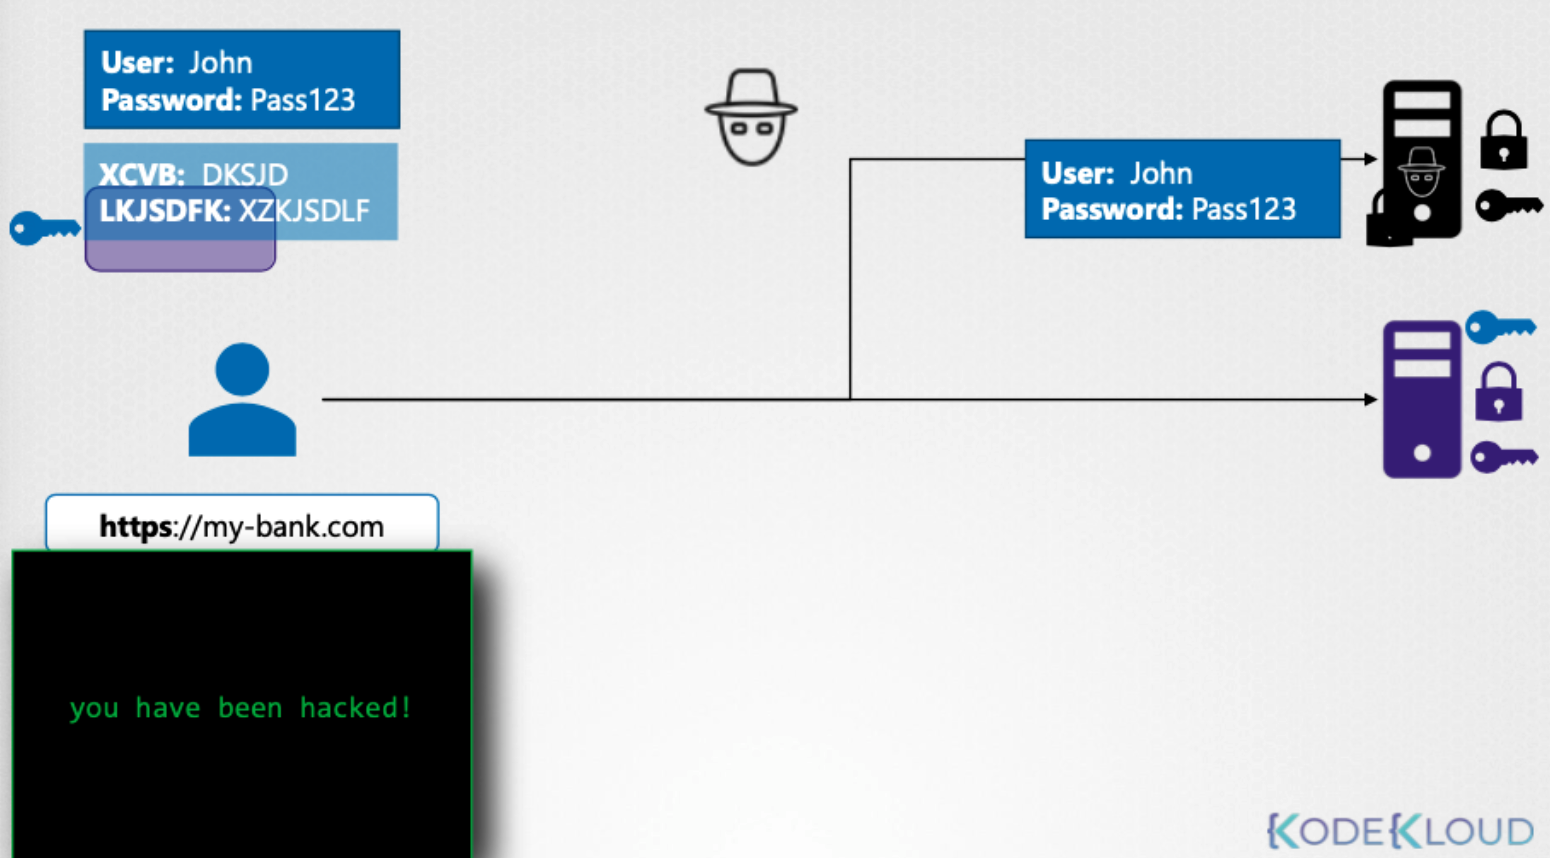 User: John
Password: Pass123
XCVB: DKSJD
LKJSDFK: XZKJSDLF
User: John
Password: Pass123
https://my-bank.com
you have been hacked!
KODEKLOUD